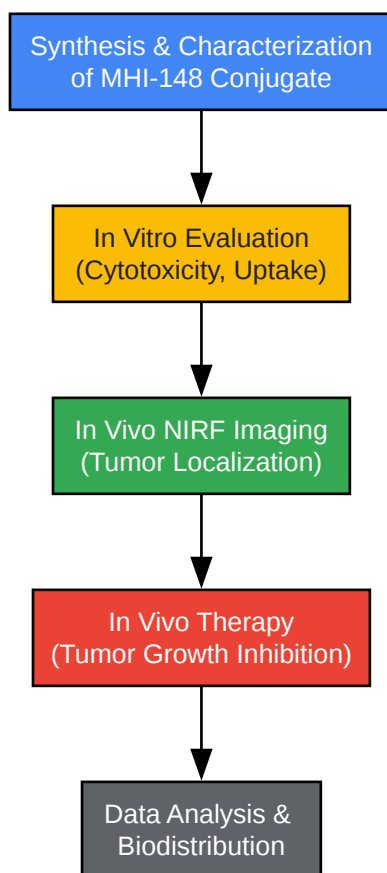 Synthesis & Characterization
of MHI-148 Conjugate
In Vitro Evaluation
(Cytotoxicity, Uptake)
In Vivo NIRF Imaging
(Tumor Localization)
In Vivo Therapy
(Tumor Growth Inhibition)
Data Analysis &
Biodistribution